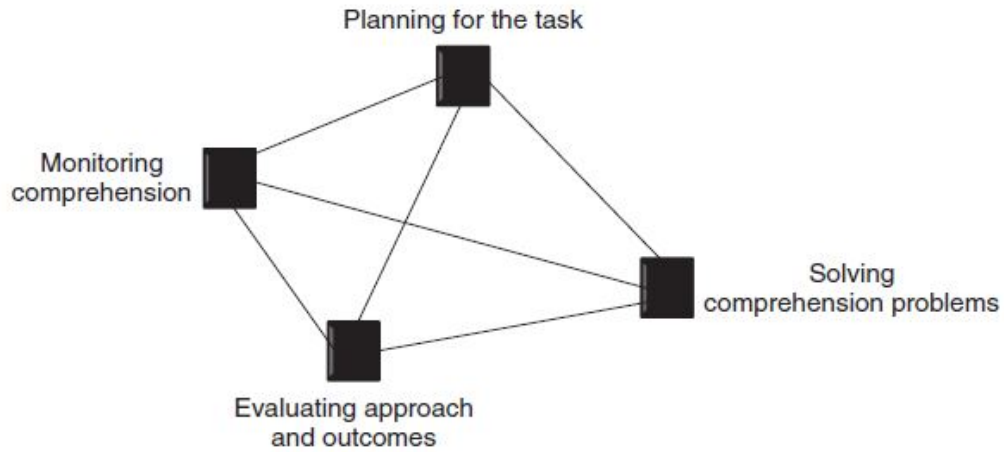 Planning for the task
Monitoring
comprehension
Solving
comprehension problems
Evaluating approach
and outcomes